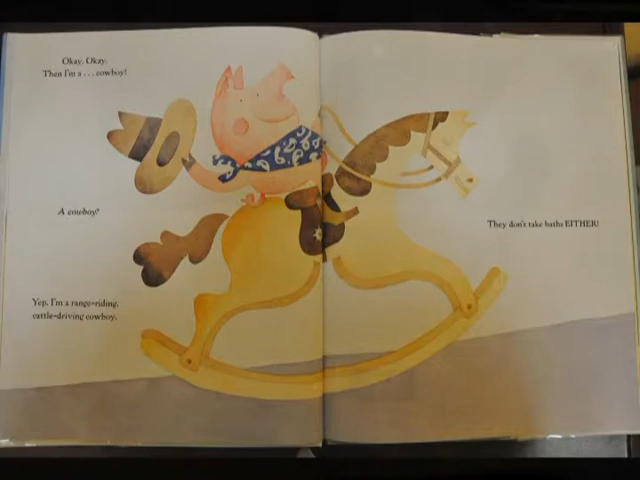 Okay. Okay.
Then I'm a . . . cowboy!
A cowboy?
Yep. I'm a range-riding,
cattle-driving cowboy.
They don't take baths EITHER!